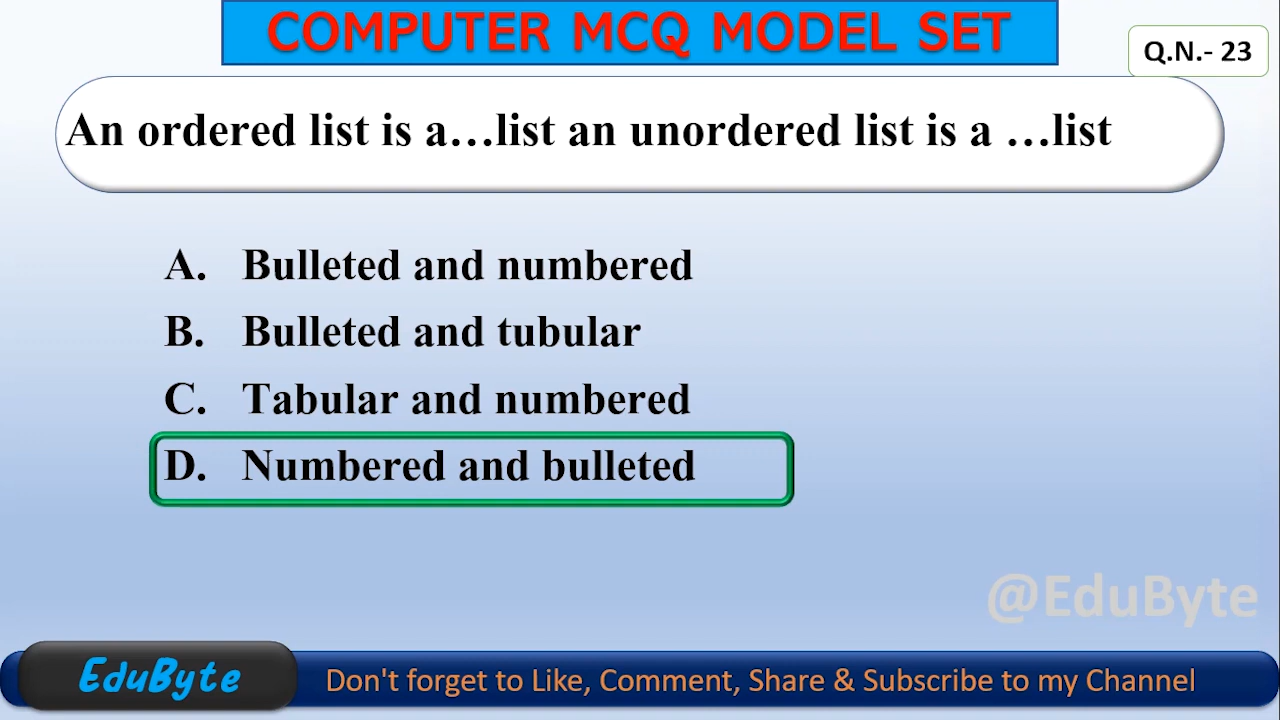 COMPUTER MCQ MODEL SET
Q.N.- 23
An ordered list is a…list an unordered list is a …list
A. Bulleted and numbered
B. Bulleted and tubular
C. Tabular and numbered
D. Numbered and bulleted
@EduByte
EduByte
Don't forget to Like, Comment, Share & Subscribe to my Channel